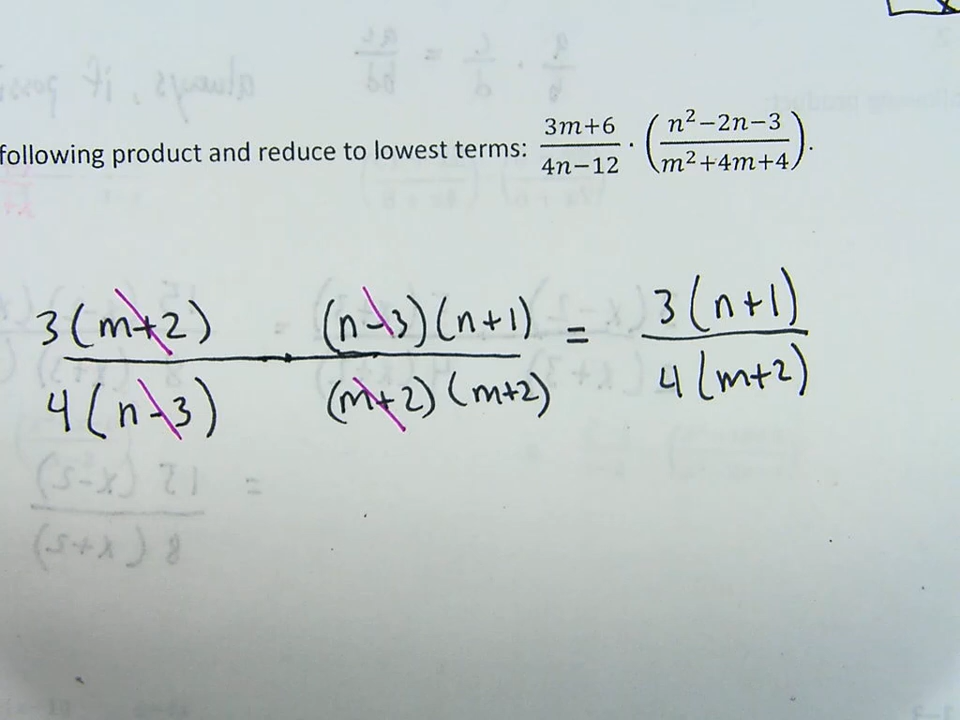 following product and reduce to lowest terms: (3m+6)/(4n−12) · ((n²−2n−3)/(m²+4m+4)).
3(m+2)/4(n-3) · (n-3)(n+1)/(m+2)(m+2) = 3(n+1)/4(m+2)